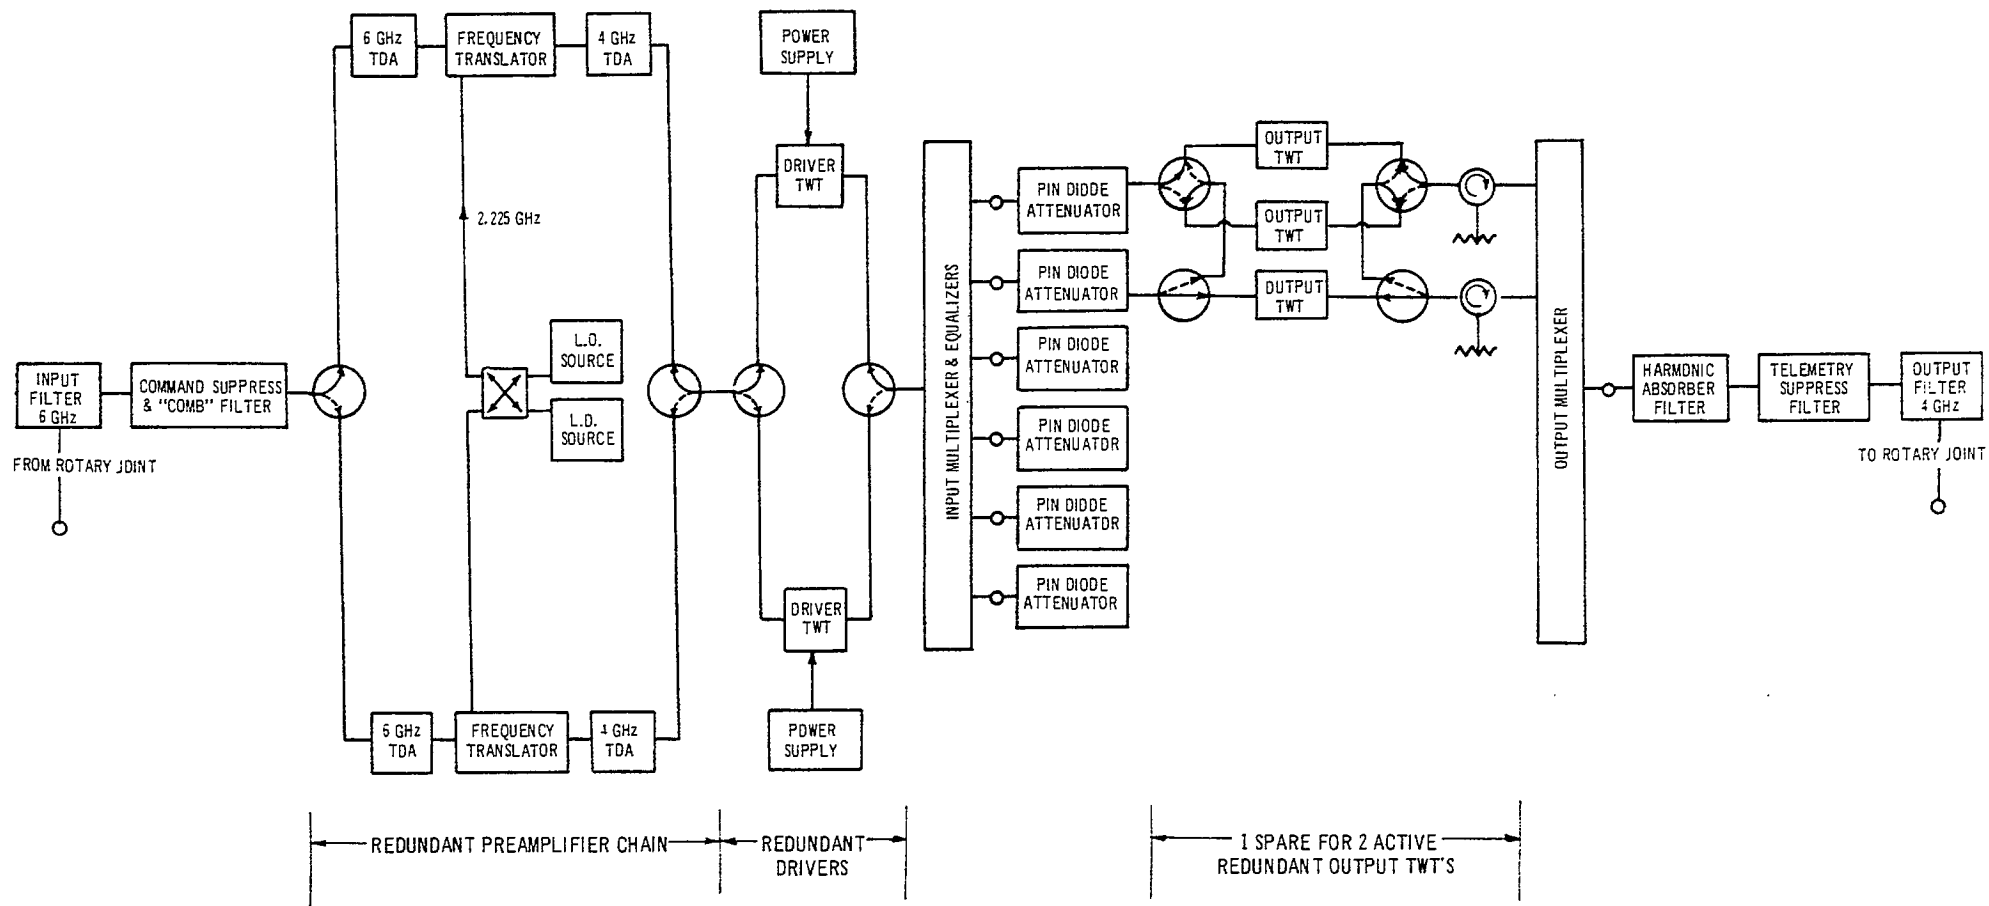 6 GHz
TDA
FREQUENCY
TRANSLATOR
4 GHz
TDA
POWER
SUPPLY
DRIVER
TWT
2.225 GHz
L.O.
SOURCE
L.D.
SOURCE
INPUT
FILTER
6 GHz
COMMAND SUPPRESS
& "COMB" FILTER
FROM ROTARY JOINT
6 GHz
TDA
FREQUENCY
TRANSLATOR
4 GHz
TDA
DRIVER
TWT
POWER
SUPPLY
INPUT MULTIPLEXER & EQUALIZERS
PIN DIODE
ATTENUATOR
PIN DIODE
ATTENUATOR
PIN DIODE
ATTENUATOR
PIN DIODE
ATTENUATOR
PIN DIODE
ATTENUATOR
PIN DIODE
ATTENUATOR
OUTPUT
TWT
OUTPUT
TWT
OUTPUT
TWT
OUTPUT MULTIPLEXER
HARMONIC
ABSORBER
FILTER
TELEMETRY
SUPPRESS
FILTER
OUTPUT
FILTER
4 GHz
TO ROTARY JOINT
REDUNDANT PREAMPLIFIER CHAIN
REDUNDANT
DRIVERS
1 SPARE FOR 2 ACTIVE
REDUNDANT OUTPUT TWT'S